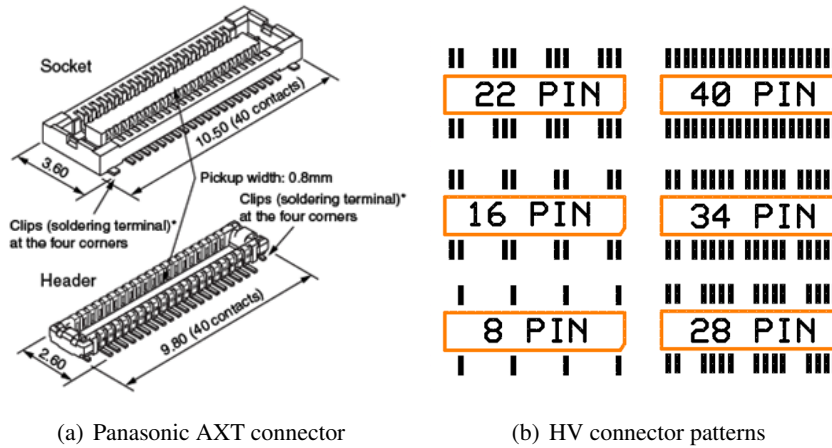 Socket
10.50 (40 contacts)
3.60
Pickup width: 0.8mm
Clips (soldering terminal)*
at the four corners
Clips (soldering terminal)*
at the four corners
Header
9.80 (40 contacts)
2.60
(a) Panasonic AXT connector
22 PIN
40 PIN
16 PIN
34 PIN
8 PIN
28 PIN
(b) HV connector patterns